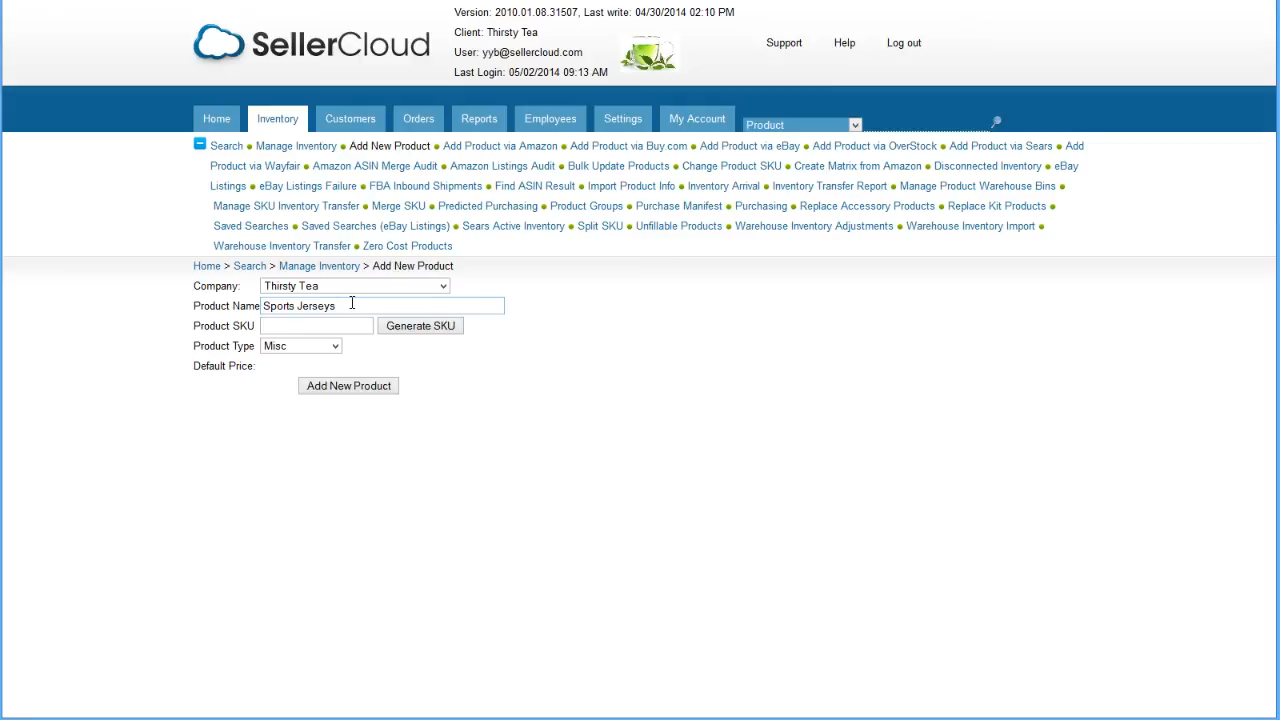 Version: 2010.01.08.31507, Last write: 04/30/2014 02:10 PM
SellerCloud
Client: Thirsty Tea
User: yyb@sellercloud.com
Last Login: 05/02/2014 09:13 AM
Support Help Log out
Home Inventory Customers Orders Reports Employees Settings My Account Product
Search Manage Inventory Add New Product Add Product via Amazon Add Product via Buy.com Add Product via eBay Add Product via OverStock Add Product via Sears Add
Product via Wayfair Amazon ASIN Merge Audit Amazon Listings Audit Bulk Update Products Change Product SKU Create Matrix from Amazon Disconnected Inventory eBay
Listings eBay Listings Failure FBA Inbound Shipments Find ASIN Result Import Product Info Inventory Arrival Inventory Transfer Report Manage Product Warehouse Bins
Manage SKU Inventory Transfer Merge SKU Predicted Purchasing Product Groups Purchase Manifest Purchasing Replace Accessory Products Replace Kit Products
Saved Searches Saved Searches (eBay Listings) Sears Active Inventory Split SKU Unfillable Products Warehouse Inventory Adjustments Warehouse Inventory Import
Warehouse Inventory Transfer Zero Cost Products
Home > Search > Manage Inventory > Add New Product
Company: Thirsty Tea
Product Name Sports Jerseys
Product SKU Generate SKU
Product Type Misc
Default Price:
Add New Product